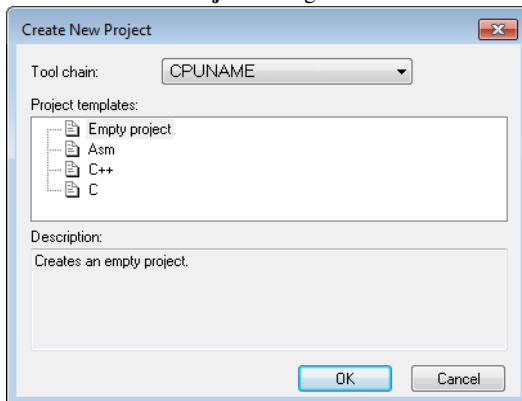 Create New Project
Tool chain: CPUNAME
Project templates:
Empty project
Asm
C++
C
Description:
Creates an empty project.
OK Cancel